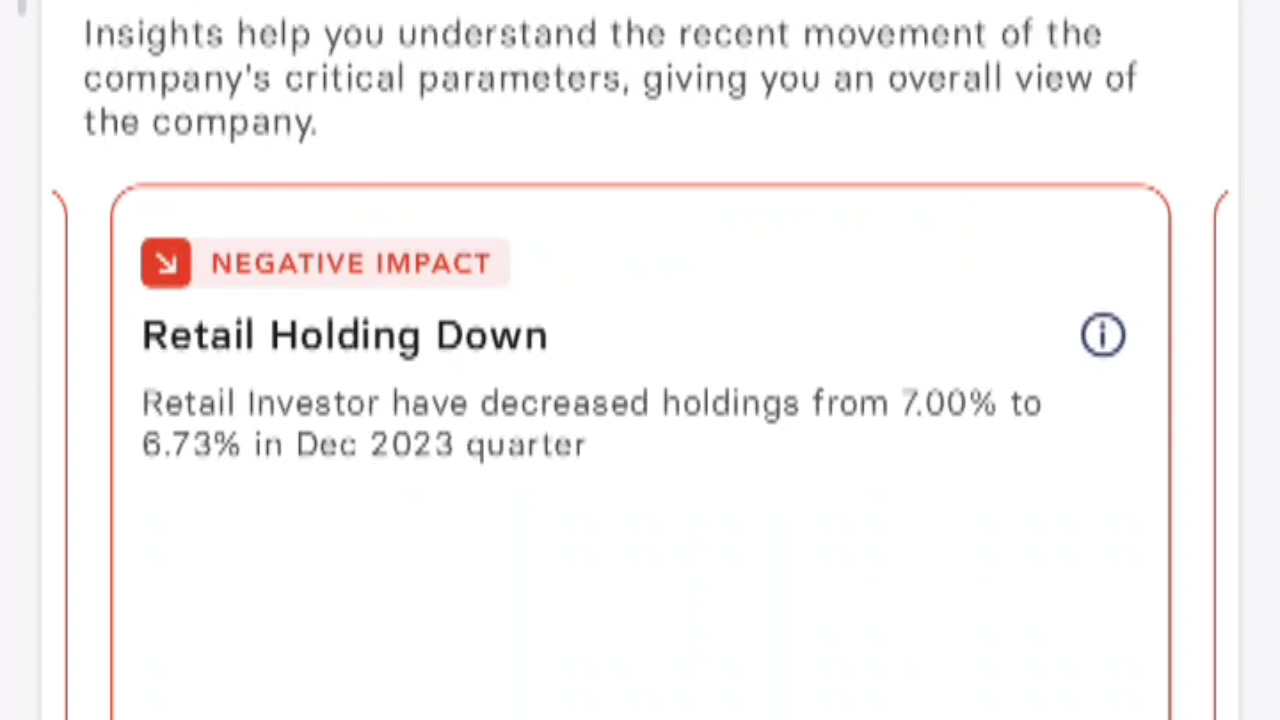 Insights help you understand the recent movement of the
company's critical parameters, giving you an overall view of
the company.
NEGATIVE IMPACT
Retail Holding Down
Retail Investor have decreased holdings from 7.00% to
6.73% in Dec 2023 quarter